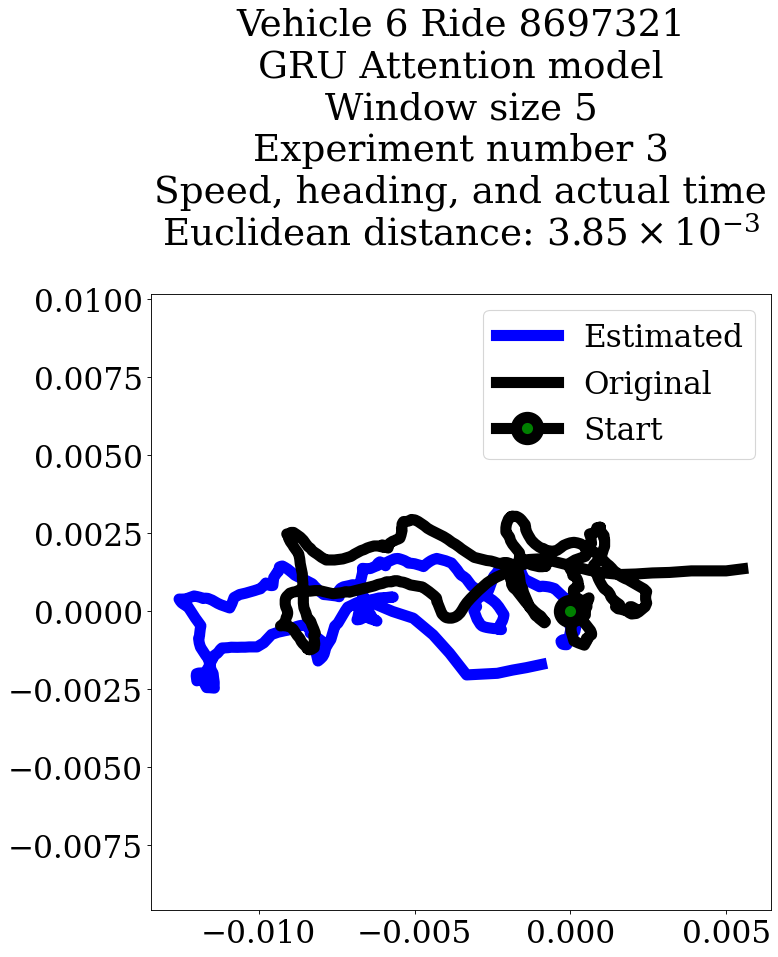 Vehicle 6 Ride 8697321
GRU Attention model
Window size 5
Experiment number 3
Speed, heading, and actual time
Euclidean distance: 3.85 × 10⁻³
Estimated
Original
Start
0.0100
0.0075
0.0050
0.0025
0.0000
−0.0025
−0.0050
−0.0075
−0.010 −0.005 0.000 0.005